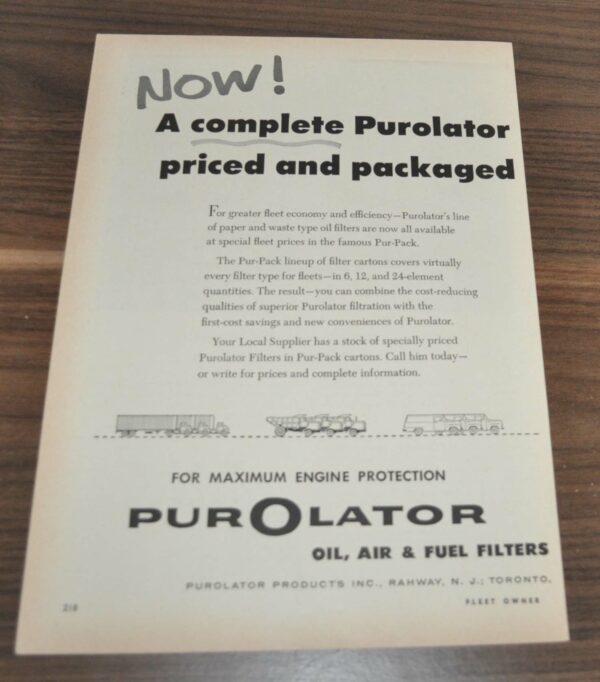 NOW!
A complete Purolator
priced and packaged
For greater fleet economy and efficiency—Purolator's line
of paper and waste type oil filters are now all available
at special fleet prices in the famous Pur-Pack.
The Pur-Pack lineup of filter cartons covers virtually
every filter type for fleets—in 6, 12, and 24-element
quantities. The result—you can combine the cost-reducing
qualities of superior Purolator filtration with the
first-cost savings and new conveniences of Purolator.
Your Local Supplier has a stock of specially priced
Purolator Filters in Pur-Pack cartons. Call him today—
or write for prices and complete information.
FOR MAXIMUM ENGINE PROTECTION
PUROLATOR
OIL, AIR & FUEL FILTERS
PUROLATOR PRODUCTS INC., RAHWAY, N. J.; TORONTO,
FLEET OWNER